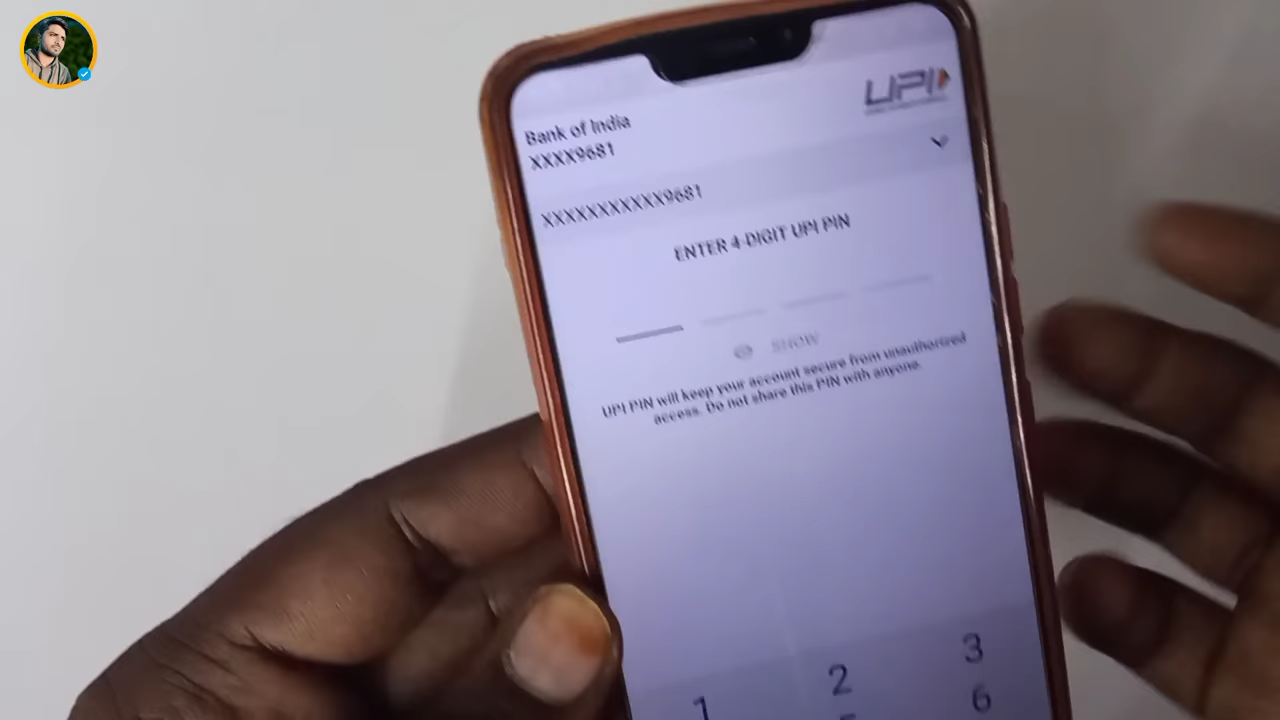 UPI
Bank of India
XXXX9681
XXXXXXXXXXX9681
ENTER 4-DIGIT UPI PIN
SHOW
UPI PIN will keep your account secure from unauthorized
access. Do not share this PIN with anyone.
1 2 3
6